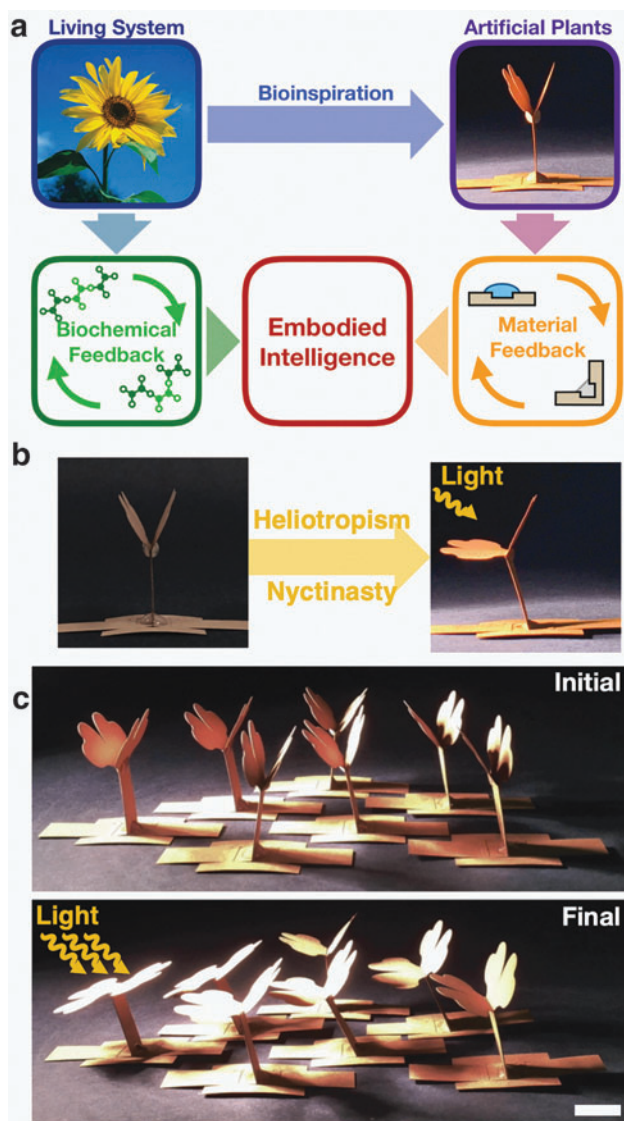 a
Living System
Artificial Plants
Bioinspiration
Biochemical
Feedback
Embodied
Intelligence
Material
Feedback
b
Heliotropism
Nyctinasty
Light
c
Initial
Light
Final